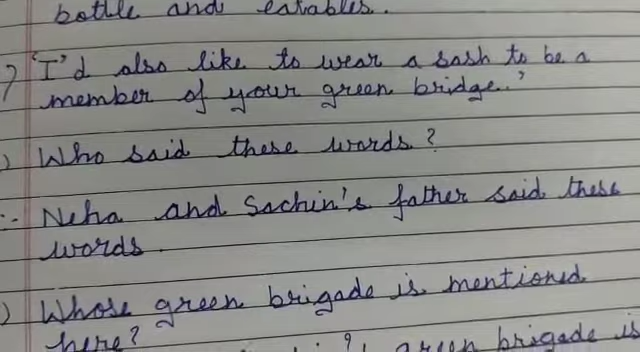 bottle and eatables.
) 'I'd also like to wear a sash to be a
member of your green bridge.'
) Who said these words?
:- Neha and Sachin's father said these
words.
) Whose green brigade is mentioned
here?
green brigade is